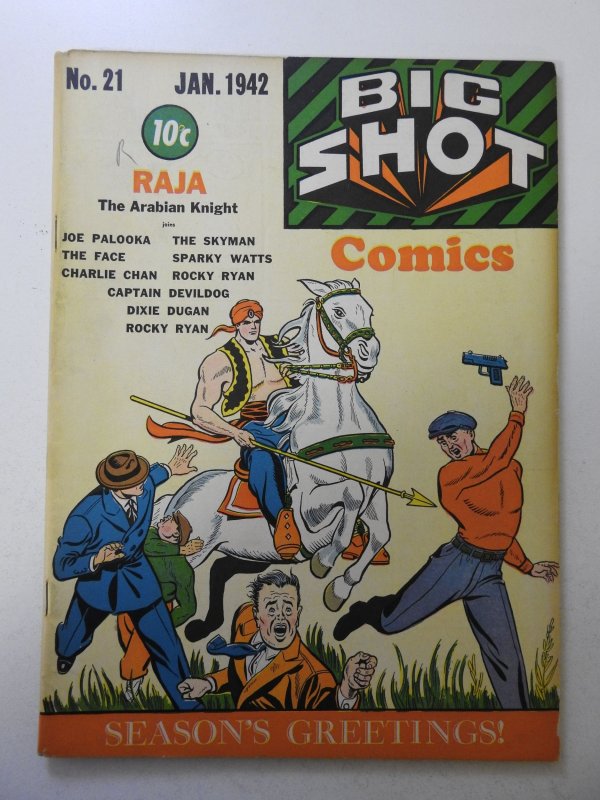 No. 21 JAN. 1942
BIG
SHOT
Comics
10¢
R
RAJA
The Arabian Knight
joins
JOE PALOOKA THE SKYMAN
THE FACE SPARKY WATTS
CHARLIE CHAN ROCKY RYAN
CAPTAIN DEVILDOG
DIXIE DUGAN
ROCKY RYAN
SEASON'S GREETINGS!